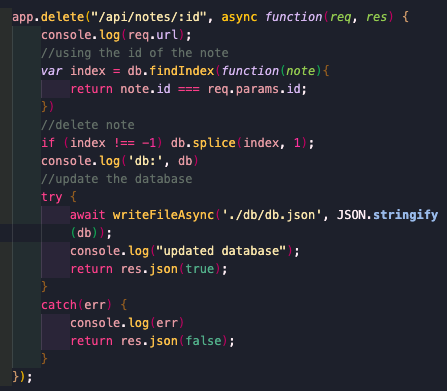 app.delete("/api/notes/:id", async function(req, res) {
console.log(req.url);
//using the id of the note
var index = db.findIndex(function(note){
return note.id === req.params.id;
})
//delete note
if (index !== -1) db.splice(index, 1);
console.log('db:', db)
//update the database
try {
await writeFileAsync('./db/db.json', JSON.stringify
(db));
console.log("updated database");
return res.json(true);
}
catch(err) {
console.log(err)
return res.json(false);
}
});